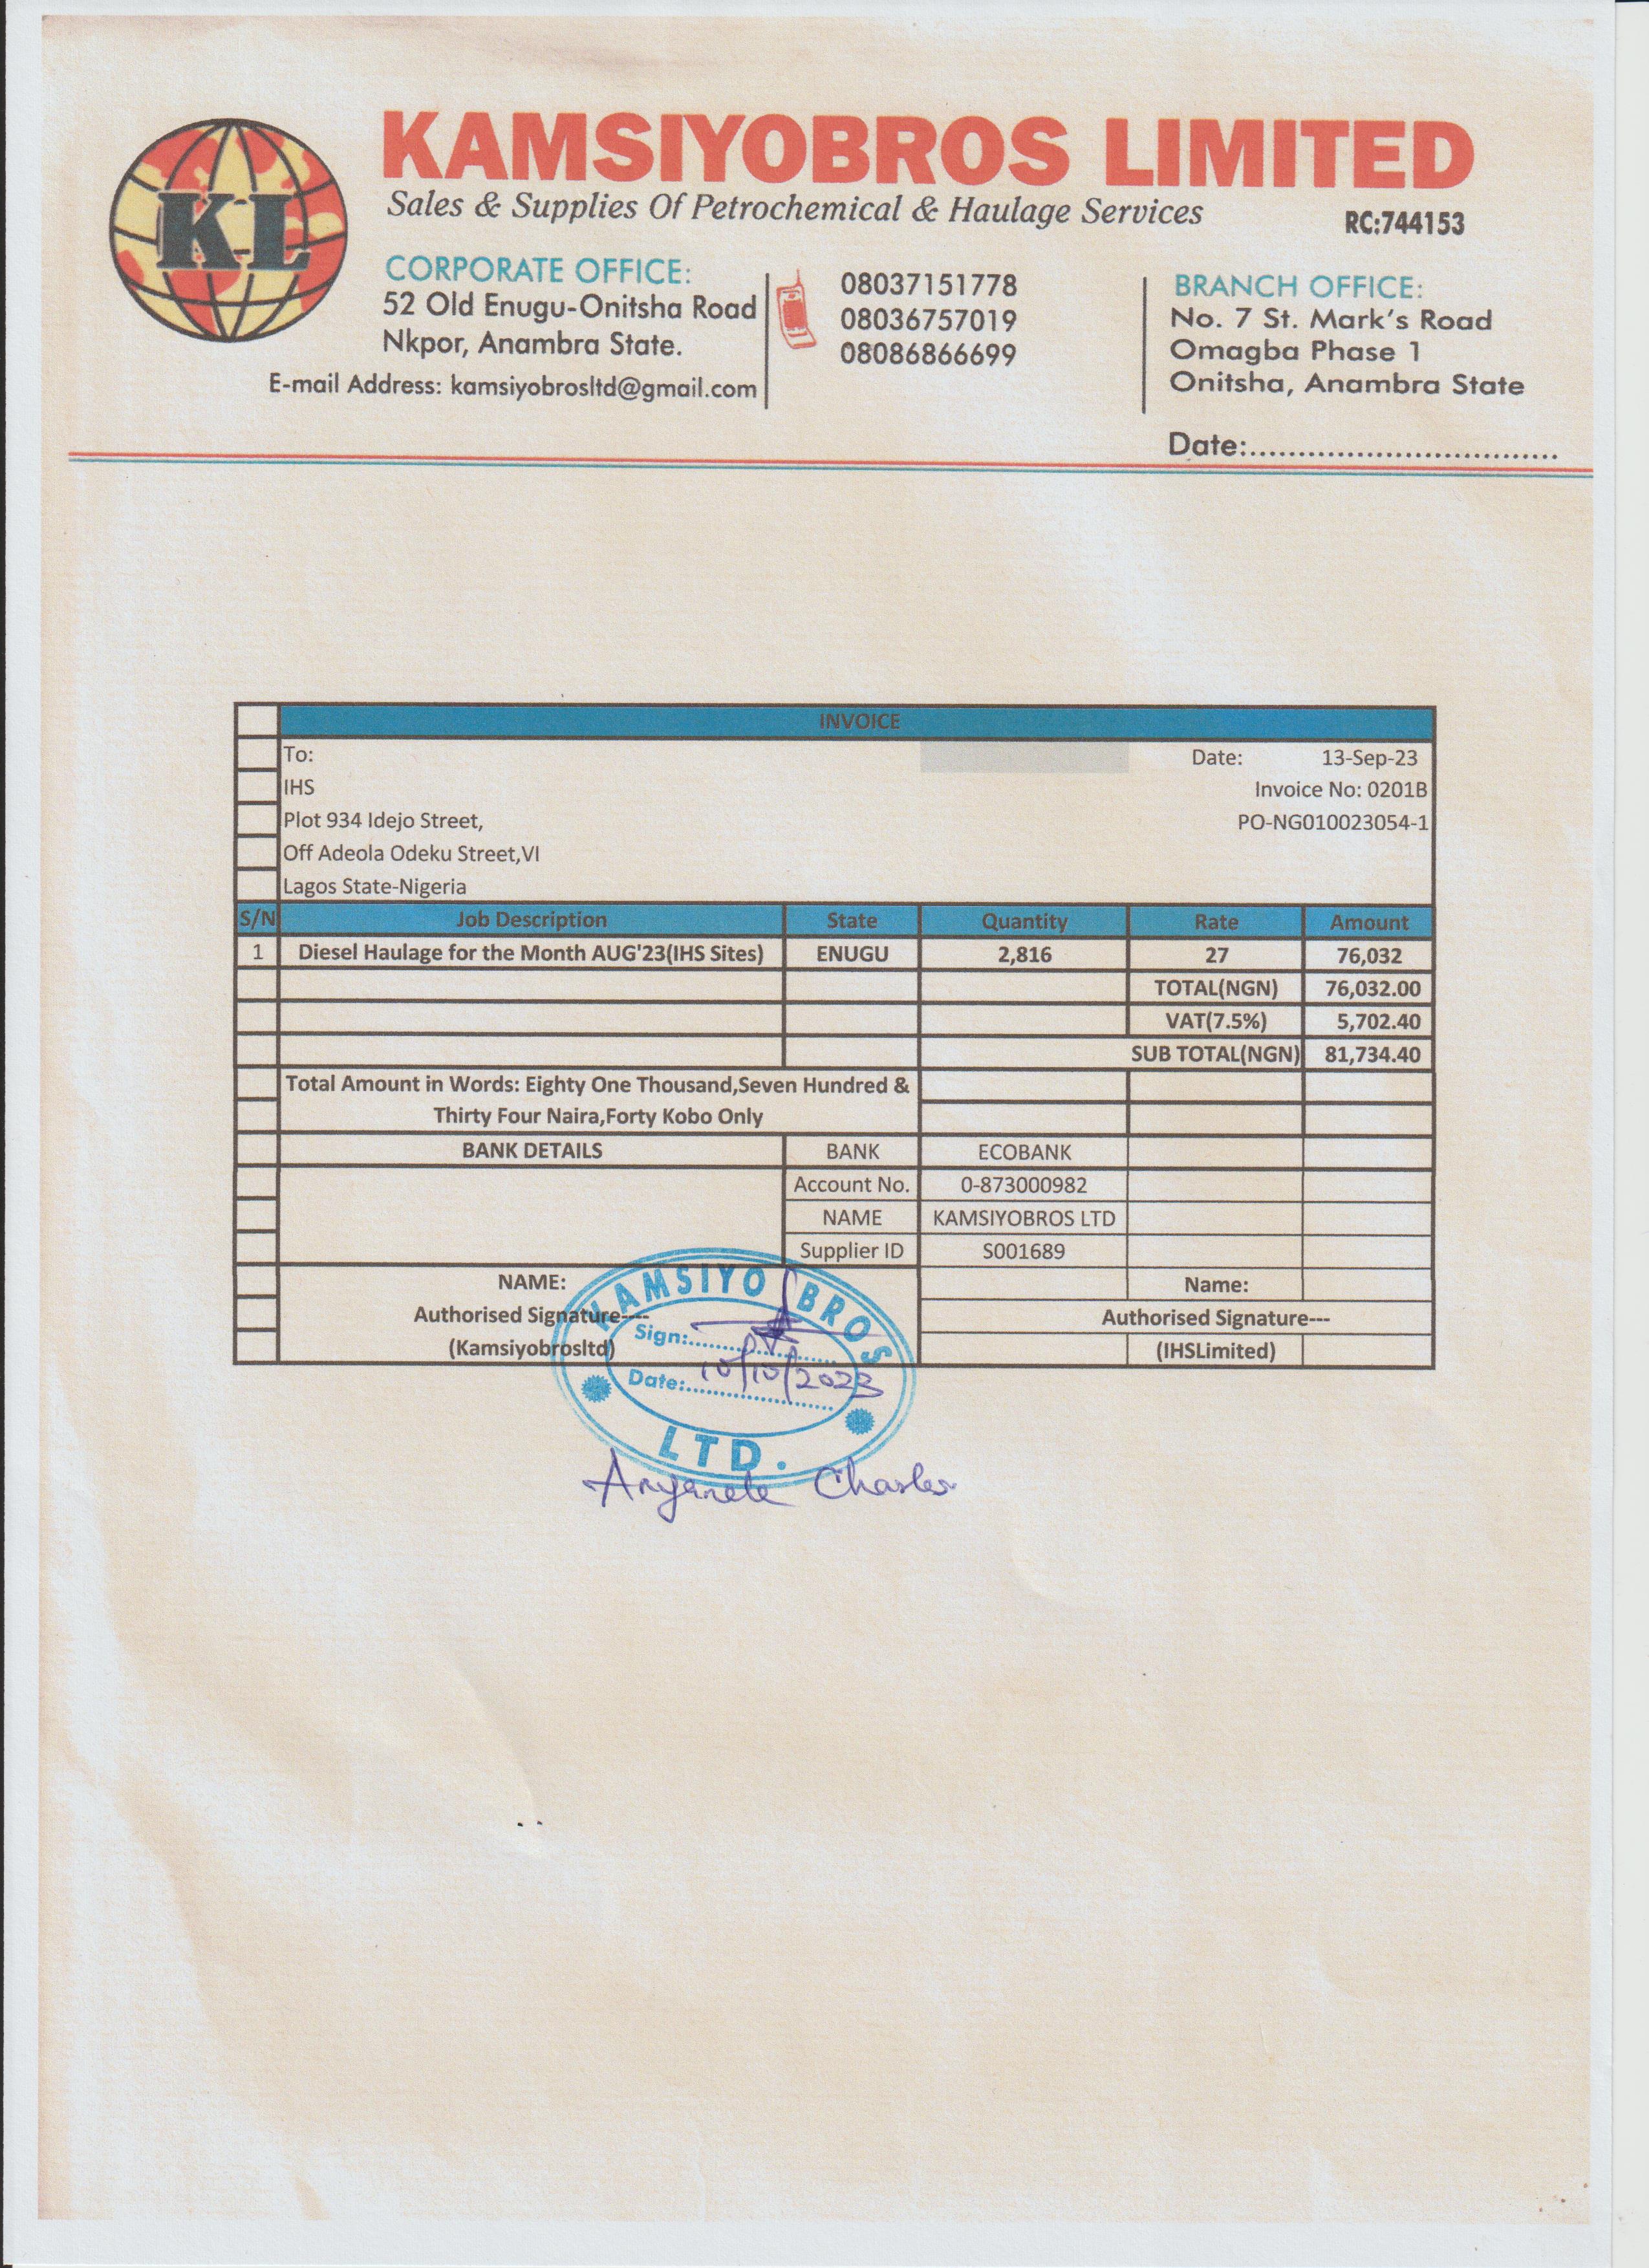 KL
KAMSIYOBROS LIMITED
Sales & Supplies Of Petrochemical & Haulage Services
RC:744153
CORPORATE OFFICE:
52 Old Enugu-Onitsha Road
Nkpor, Anambra State.
E-mail Address: kamsiyobrosltd@gmail.com
08037151778
08036757019
08086866699
BRANCH OFFICE:
No. 7 St. Mark's Road
Omagba Phase 1
Onitsha, Anambra State
Date:................................
INVOICE
To: Date: 13-Sep-23
IHS Invoice No: 0201B
Plot 934 Idejo Street, PO-NG010023054-1
Off Adeola Odeku Street,VI
Lagos State-Nigeria
S/N Job Description State Quantity Rate Amount
1 Diesel Haulage for the Month AUG'23(IHS Sites) ENUGU 2,816 27 76,032
TOTAL(NGN) 76,032.00
VAT(7.5%) 5,702.40
SUB TOTAL(NGN) 81,734.40
Total Amount in Words: Eighty One Thousand,Seven Hundred &
Thirty Four Naira,Forty Kobo Only
BANK DETAILS BANK ECOBANK
Account No. 0-873000982
NAME KAMSIYOBROS LTD
Supplier ID S001689
NAME: Name:
Authorised Signature---- Authorised Signature---
(Kamsiyobrosltd) (IHSLimited)
KAMSIYO BROS
Sign:........................
Date:........................
10/10/2023
LTD.
Charles